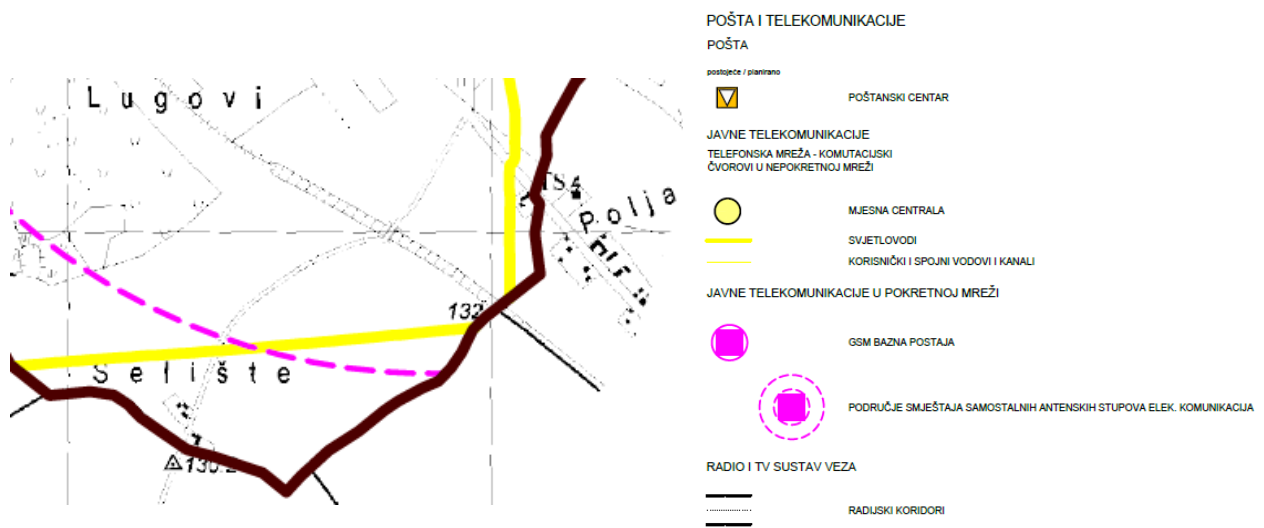 Lugovi
TS
Polja
132
Selište
POŠTA I TELEKOMUNIKACIJE
POŠTA
postojeće / planirano
POŠTANSKI CENTAR
JAVNE TELEKOMUNIKACIJE
TELEFONSKA MREŽA - KOMUTACIJSKI
ČVOROVI U NEPOKRETNOJ MREŽI
MJESNA CENTRALA
SVJETLOVODI
KORISNIČKI I SPOJNI VODOVI I KANALI
JAVNE TELEKOMUNIKACIJE U POKRETNOJ MREŽI
GSM BAZNA POSTAJA
PODRUČJE SMJEŠTAJA SAMOSTALNIH ANTENSKIH STUPOVA ELEK. KOMUNIKACIJA
RADIO I TV SUSTAV VEZA
RADIJSKI KORIDORI